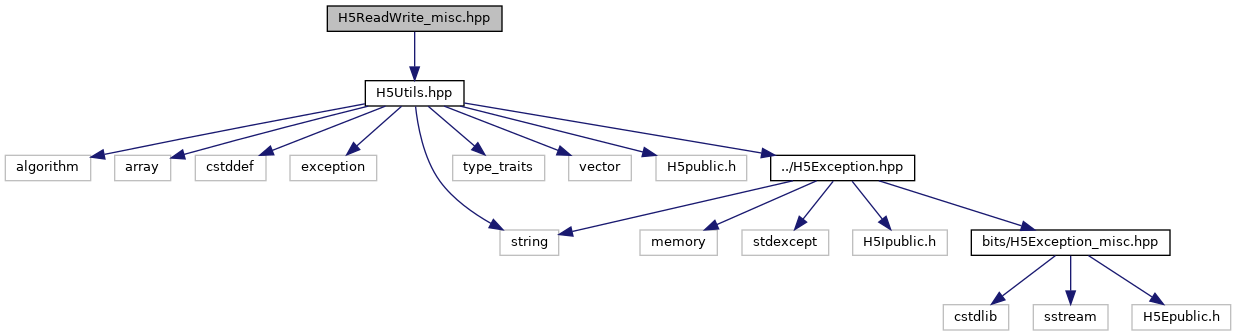 H5ReadWrite_misc.hpp
H5Utils.hpp
algorithm
array
cstddef
exception
type_traits
vector
H5public.h
../H5Exception.hpp
string
memory
stdexcept
H5Ipublic.h
bits/H5Exception_misc.hpp
cstdlib
sstream
H5Epublic.h